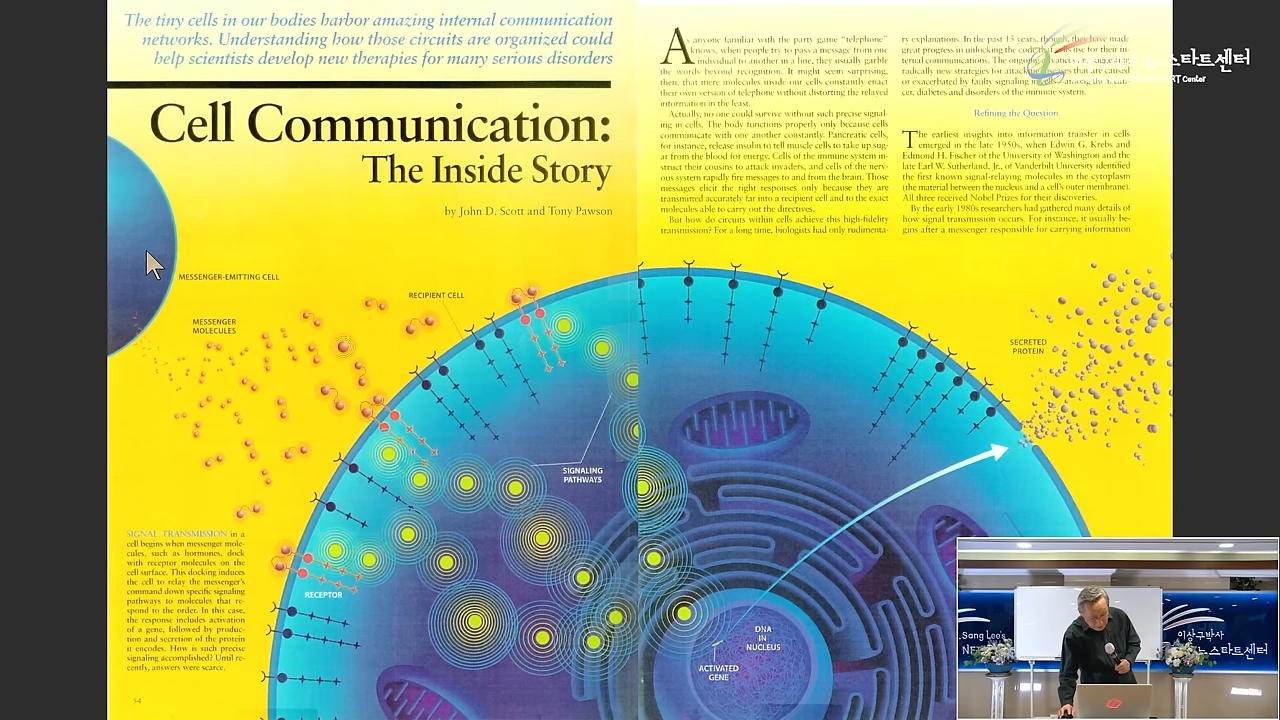 The tiny cells in our bodies harbor amazing internal communication
networks. Understanding how those circuits are organized could
help scientists develop new therapies for many serious disorders
Cell Communication:
The Inside Story
by John D. Scott and Tony Pawson
As anyone familiar with the party game “telephone”
knows, when people try to pass a message from one
individual to another in a line, they usually garble
the words beyond recognition. It might seem surprising,
then, that mere molecules inside our cells constantly enact
their own version of telephone without distorting the relayed
information in the least.
Actually, no one could survive without such precise signal-
ing in cells. The body functions properly only because cells
communicate with one another constantly. Pancreatic cells,
for instance, release insulin to tell muscle cells to take up sug-
ar from the blood for energy. Cells of the immune system in-
struct their cousins to attack invaders, and cells of the nerv-
ous system rapidly fire messages to and from the brain. Those
messages elicit the right responses only because they are
transmitted accurately far into a recipient cell and to the exact
molecules able to carry out the directives.
But how do circuits within cells achieve this high-fidelity
transmission? For a long time, biologists had only rudimenta-
ry explanations. In the past 15 years, though, they have made
great progress in unlocking the code use for their in-
ternal communications. The ongoing
radically new strategies for that are caused
or exacerbated by faulty signaling
cer, diabetes and disorders of the immune system.
Refining the Question
The earliest insights into information transfer in cells
emerged in the late 1950s, when Edwin G. Krebs and
Edmond H. Fischer of the University of Washington and the
late Earl W. Sutherland, Jr., of Vanderbilt University identified
the first known signal-relaying molecules in the cytoplasm
(the material between the nucleus and a cell’s outer membrane).
All three received Nobel Prizes for their discoveries.
By the early 1980s researchers had gathered many details of
how signal transmission occurs. For instance, it usually be-
gins after a messenger responsible for carrying information
스타트센터
RT Center
MESSENGER-EMITTING CELL
MESSENGER
MOLECULES
RECIPIENT CELL
SECRETED
PROTEIN
SIGNALING
PATHWAYS
RECEPTOR
DNA
IN
NUCLEUS
ACTIVATED
GENE
SIGNAL TRANSMISSION in a
cell begins when messenger mole-
cules, such as hormones, dock
with receptor molecules on the
cell surface. This docking induces
the cell to relay the messenger’s
command down specific signaling
pathways to molecules that re-
spond to the order. In this case,
the response includes activation
of a gene, followed by produc-
tion and secretion of the protein
it encodes. How is such precise
signaling accomplished? Until re-
cently, answers were scarce.
54
Sang Lee's
NE
이상구박사
뉴스타트센터